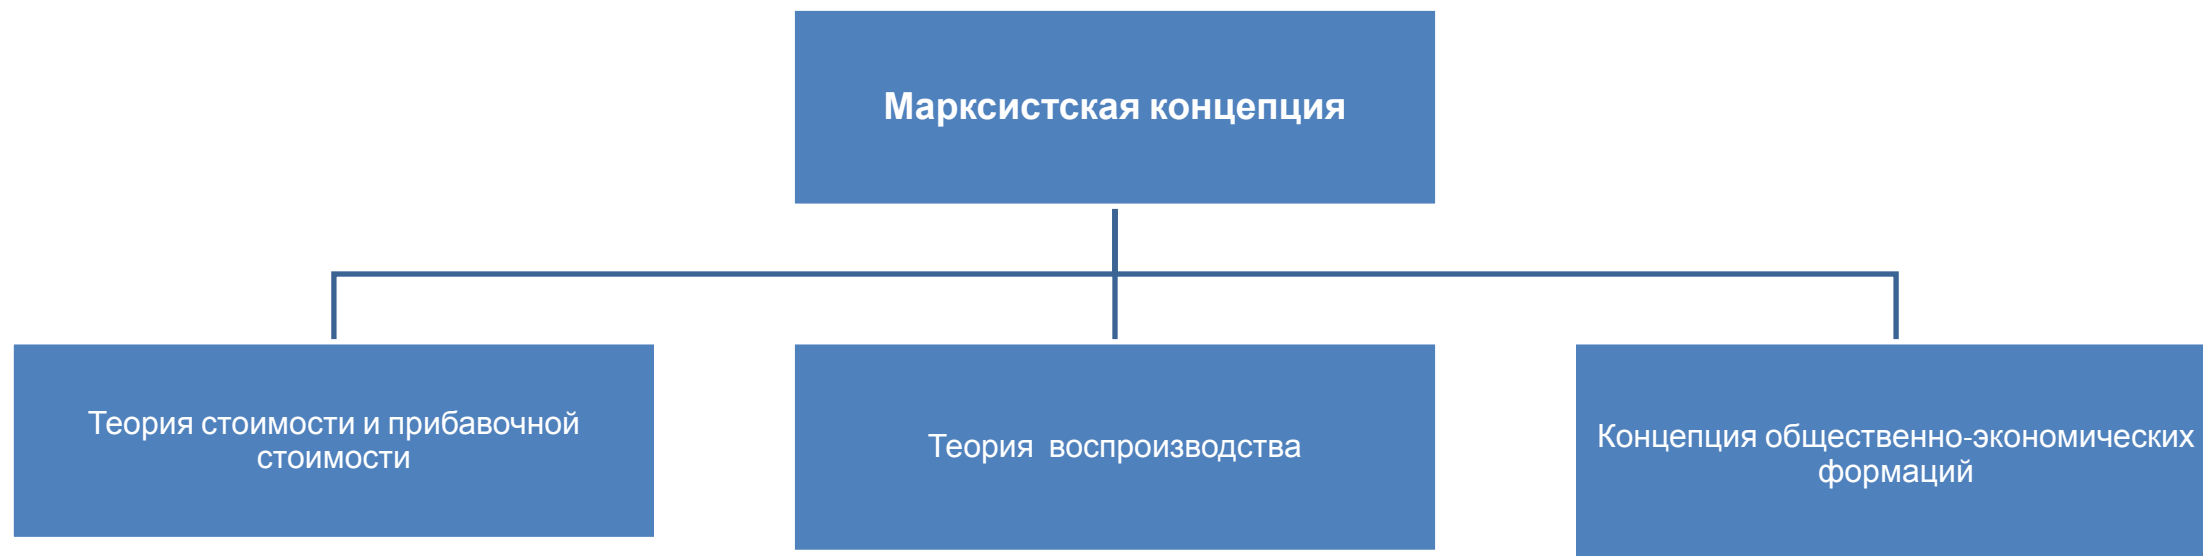 Марксистская концепция
Теория стоимости и прибавочной
стоимости
Теория  воспроизводства
Концепция общественно-экономических
формаций